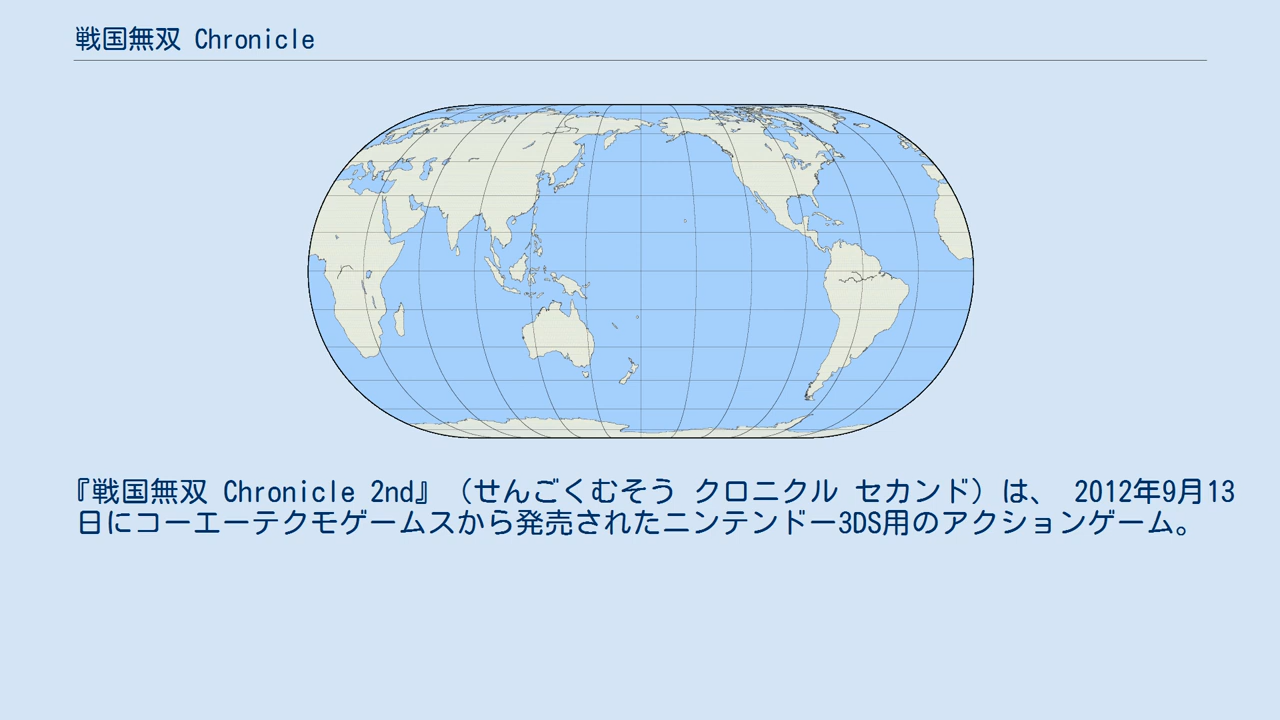 戦国無双 Chronicle
『戦国無双 Chronicle 2nd』（せんごくむそう クロニクル セカンド）は、 2012年9月13
日にコーエーテクモゲームスから発売されたニンテンドー3DS用のアクションゲーム。